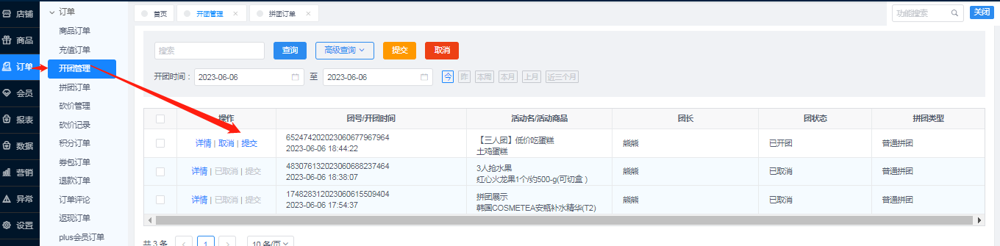 店铺
商品
订单
会员
报表
数据
营销
异常
设置
订单
商品订单
充值订单
开团管理
拼团订单
砍价管理
砍价记录
积分订单
券包订单
退款订单
订单评论
返现订单
plus会员订单
首页
开团管理 ×
拼团订单 ×
功能搜索
关闭
搜索
查询
高级查询
提交
取消
开团时间： 2023-06-06 至 2023-06-06 今 昨 本周 本月 上月 近三个月
操作 团号/开团时间 活动名/活动商品 团长 团状态 拼团类型
详情 | 取消 | 提交
652474202023060677967964
2023-06-06 18:44:22
【三人团】低价吃蛋糕
土鸡蛋糕
熊熊
已开团
普通拼团
详情 | 已取消 | 提交
483076132023060688237464
2023-06-06 18:38:07
3人抢水果
红心火龙果1个/约500-g(可切盒 )
熊熊
已取消
普通拼团
详情 | 已取消 | 提交
174828312023060615509404
2023-06-06 17:54:37
拼团展示
韩国COSMETEA安瓶补水精华(T2)
熊熊
已取消
普通拼团
共 3 条
1
10 条/页